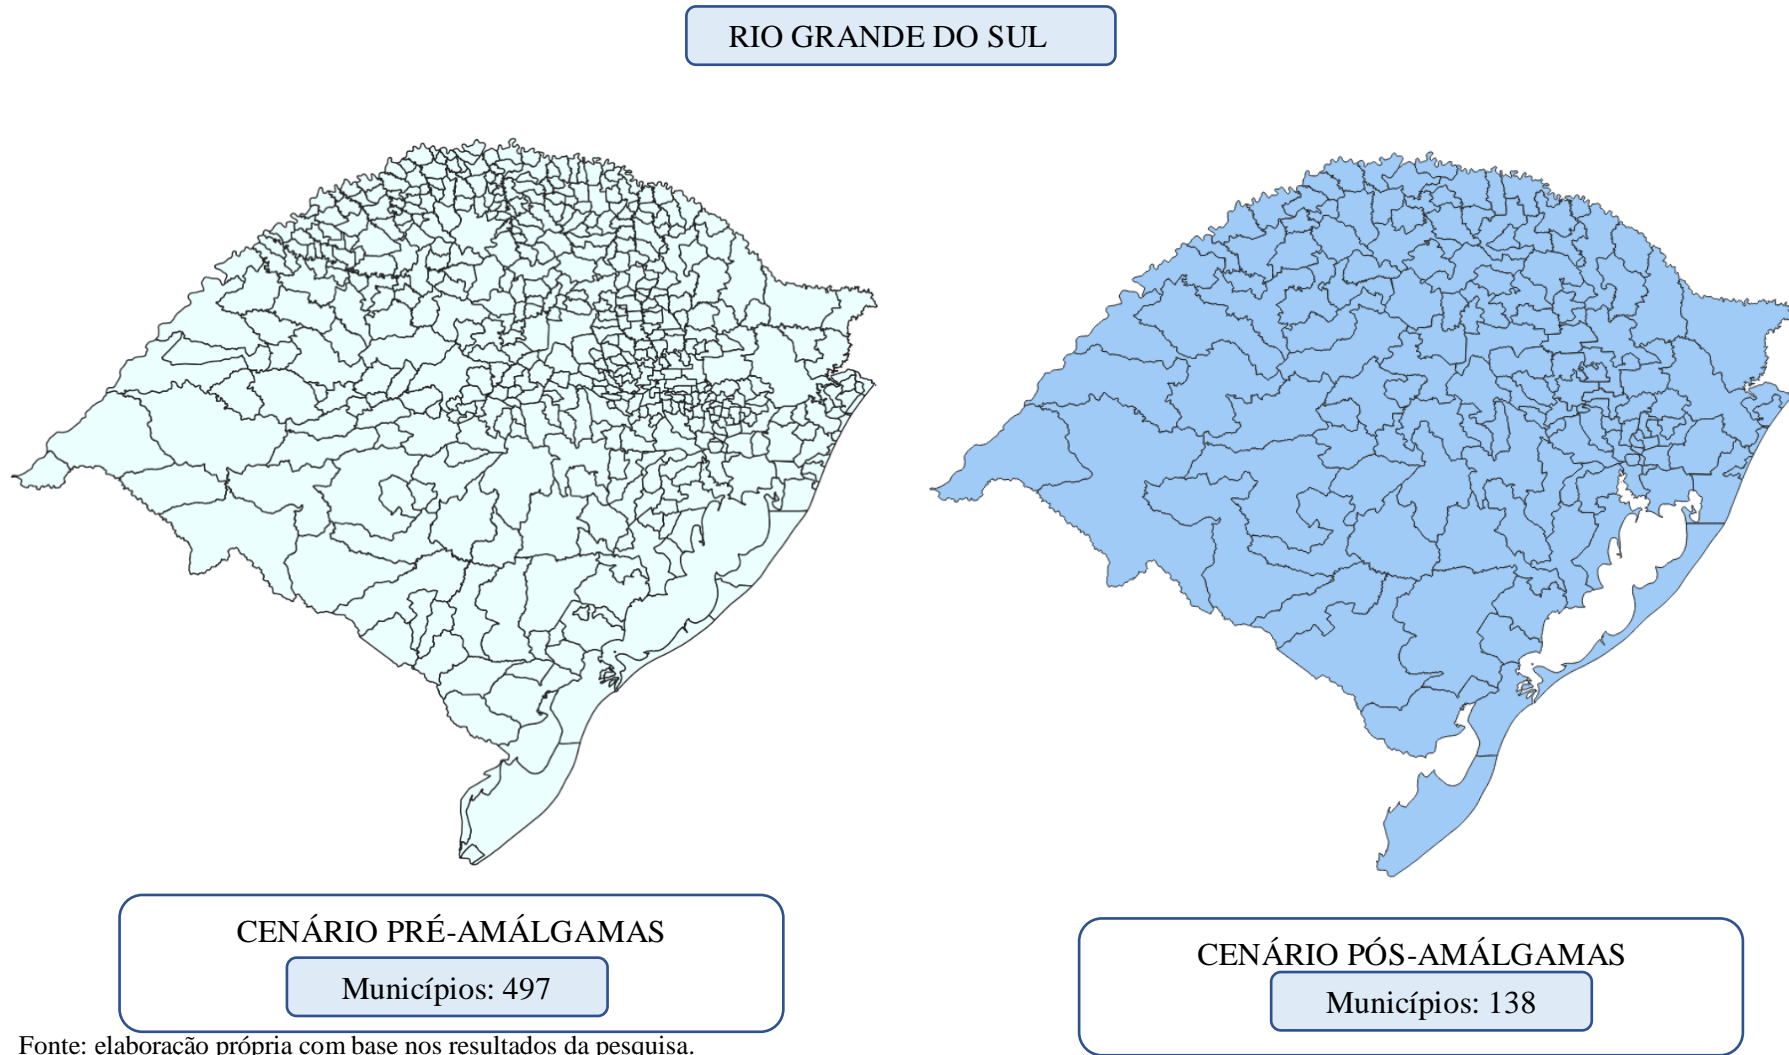 RIO GRANDE DO SUL
CENÁRIO PRÉ-AMÁLGAMAS
Municípios: 497
CENÁRIO PÓS-AMÁLGAMAS
Municípios: 138
Fonte: elaboração própria com base nos resultados da pesquisa.